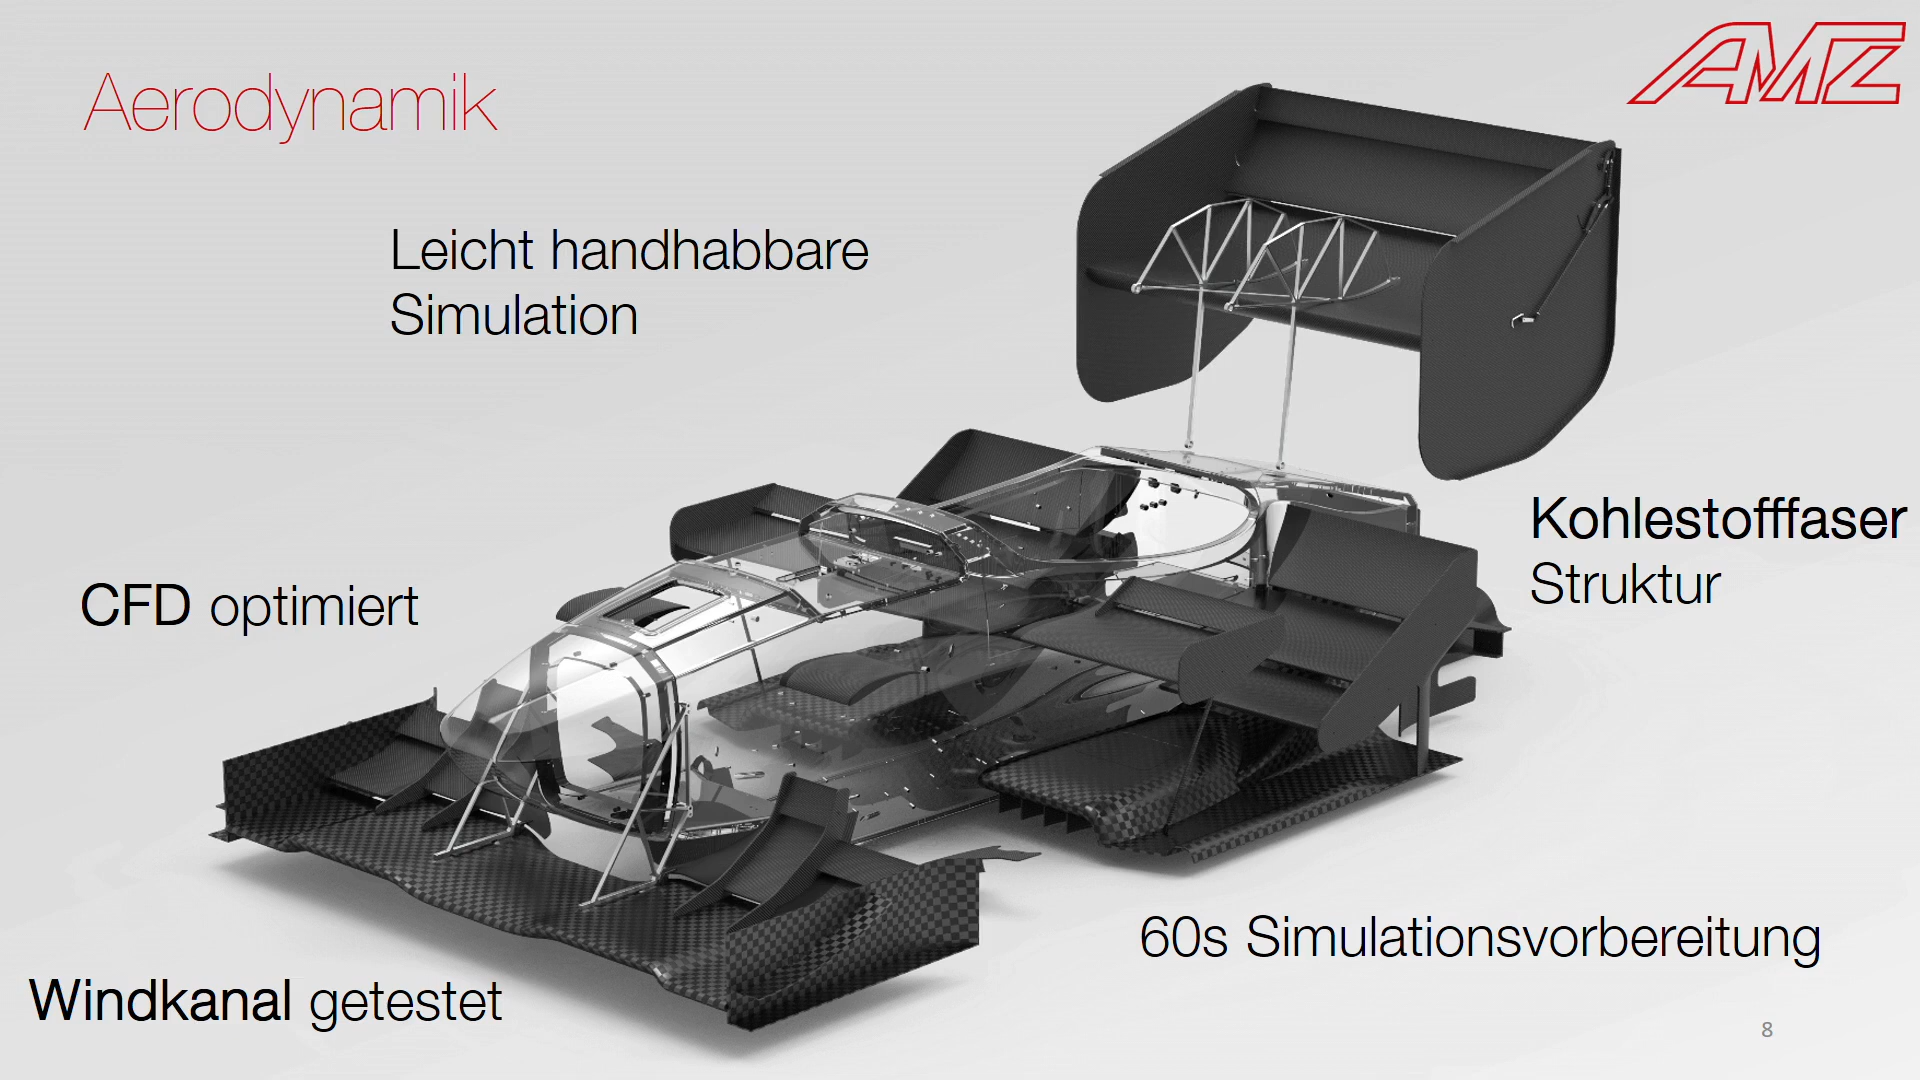 AMZ
Aerodynamik
Leicht handhabbare
Simulation
Kohlestofffaser
Struktur
CFD optimiert
60s Simulationsvorbereitung
Windkanal getestet
8